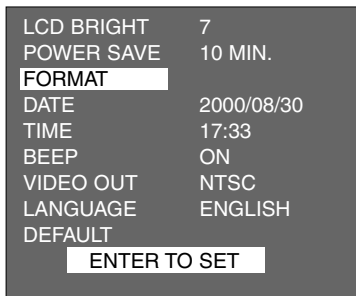 LCD BRIGHT 7
POWER SAVE 10 MIN.
FORMAT
DATE 2000/08/30
TIME 17:33
BEEP ON
VIDEO OUT NTSC
LANGUAGE ENGLISH
DEFAULT
ENTER TO SET